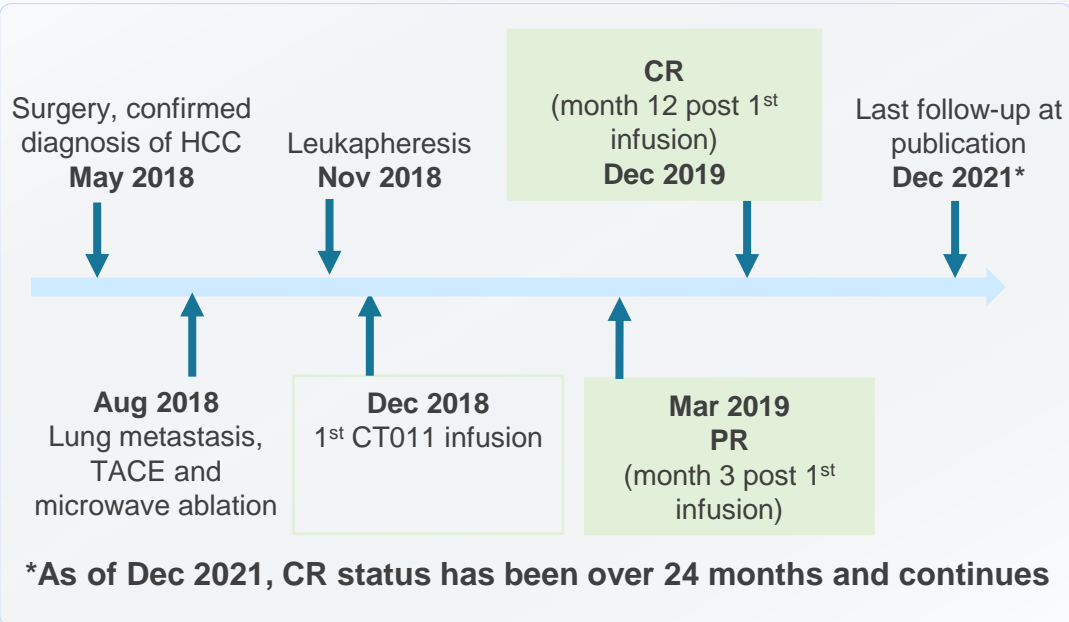 Surgery, confirmed
diagnosis of HCC
May 2018
Leukapheresis
Nov 2018
CR
(month 12 post 1st
infusion)
Dec 2019
Last follow-up at
publication
Dec 2021*
Aug 2018
Lung metastasis,
TACE and
microwave ablation
Dec 2018
1st CT011 infusion
Mar 2019
PR
(month 3 post 1st
infusion)
*As of Dec 2021, CR status has been over 24 months and continues